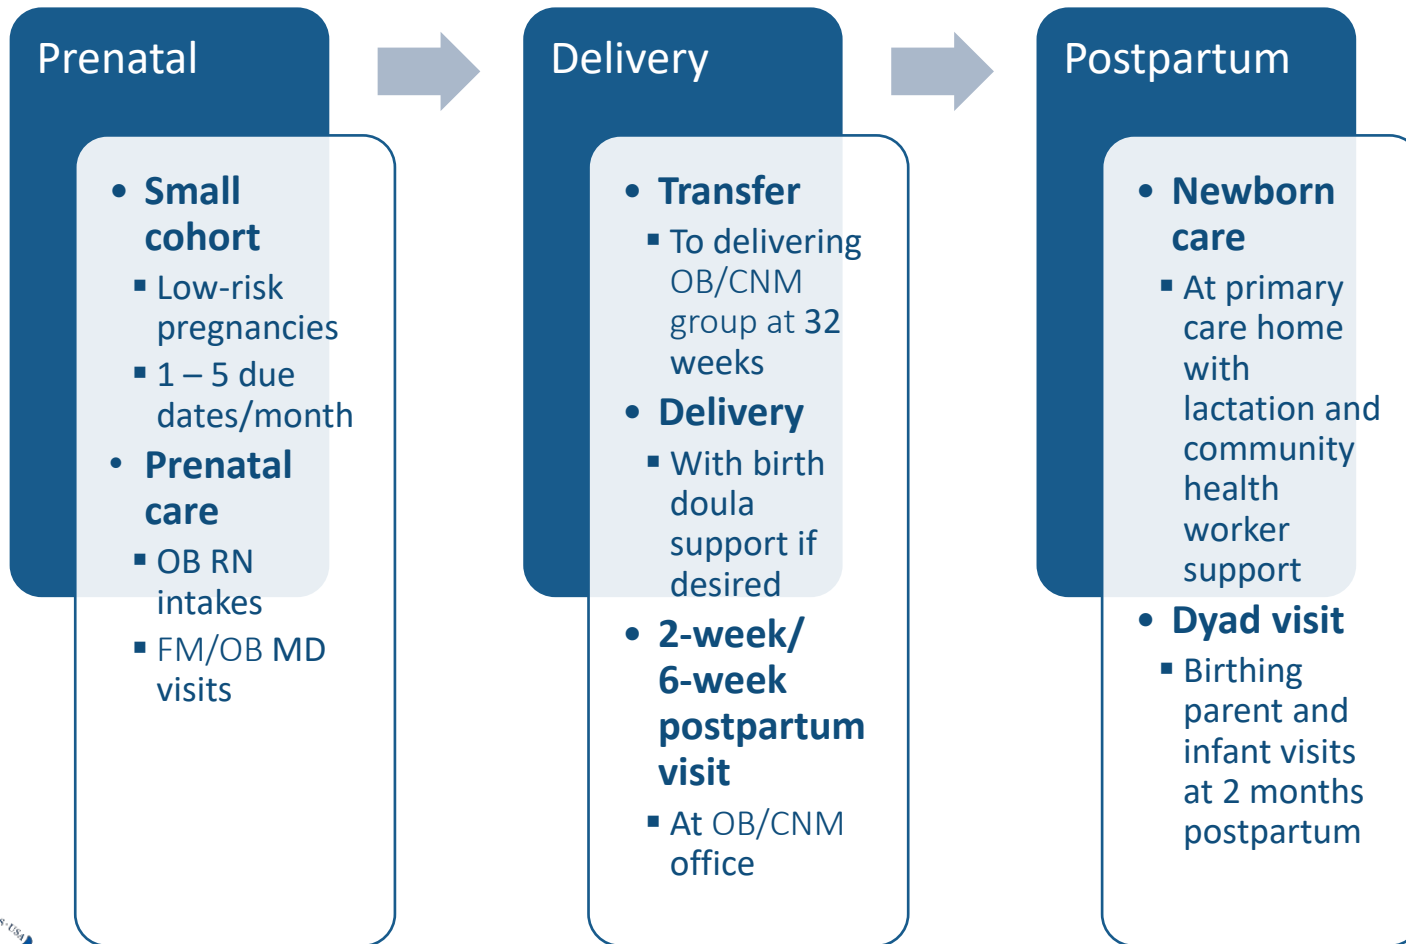 Prenatal
• Small
cohort
▪ Low-risk
pregnancies
▪ 1 – 5 due
dates/month
• Prenatal
care
▪ OB RN
intakes
▪ FM/OB MD
visits
Delivery
• Transfer
▪ To delivering
OB/CNM
group at 32
weeks
• Delivery
▪ With birth
doula
support if
desired
• 2-week/
6-week
postpartum
visit
▪ At OB/CNM
office
Postpartum
• Newborn
care
▪ At primary
care home
with
lactation and
community
health
worker
support
• Dyad visit
▪ Birthing
parent and
infant visits
at 2 months
postpartum
USA